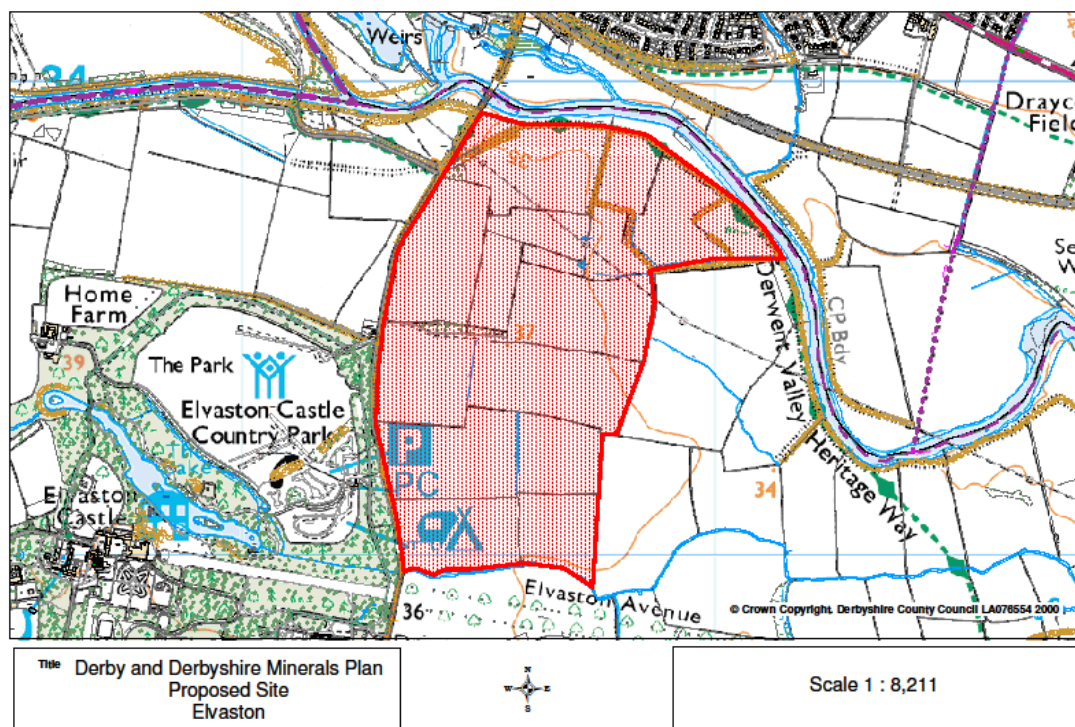 Weirs
Drayc
Field
Se
W
Home
Farm
39
The Park
Elvaston Castle
Country Park
The
Lake
Elvaston
Castle
P
PC
37
Derwent Valley
Heritage Way
CP Bdy
34
36
Elvaston Avenue
© Crown Copyright. Derbyshire County Council LA076554 2000
Title Derby and Derbyshire Minerals Plan
Proposed Site
Elvaston
N
W E
S
Scale 1 : 8,211